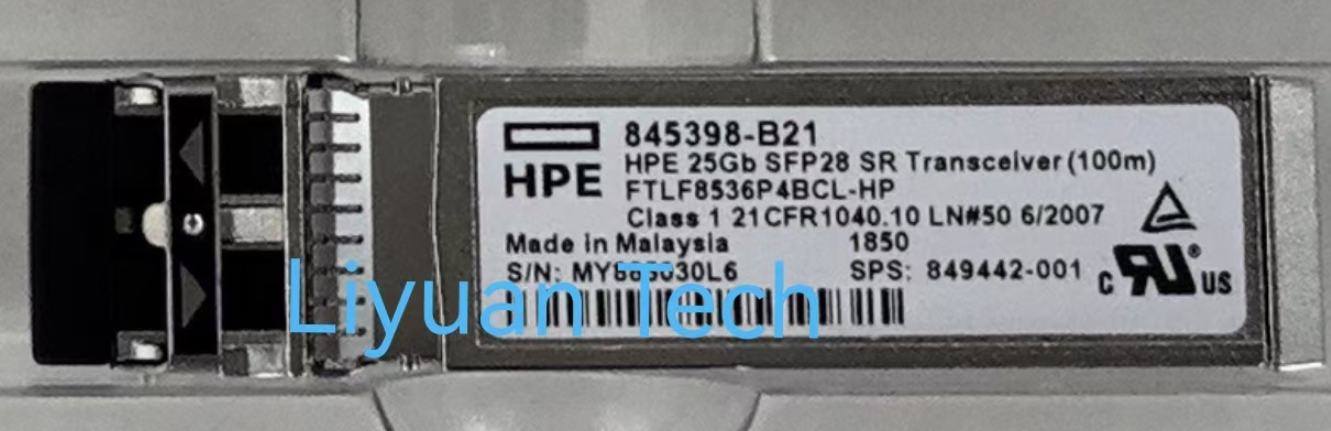 845398-B21
HPE 25Gb SFP28 SR Transceiver (100m)
HPE
FTLF8536P4BCL-HP
Class 1 21CFR1040.10 LN#50 6/2007
Made in Malaysia 1850
S/N: SPS: 849442-001
c RU® US
Liyuan Tech